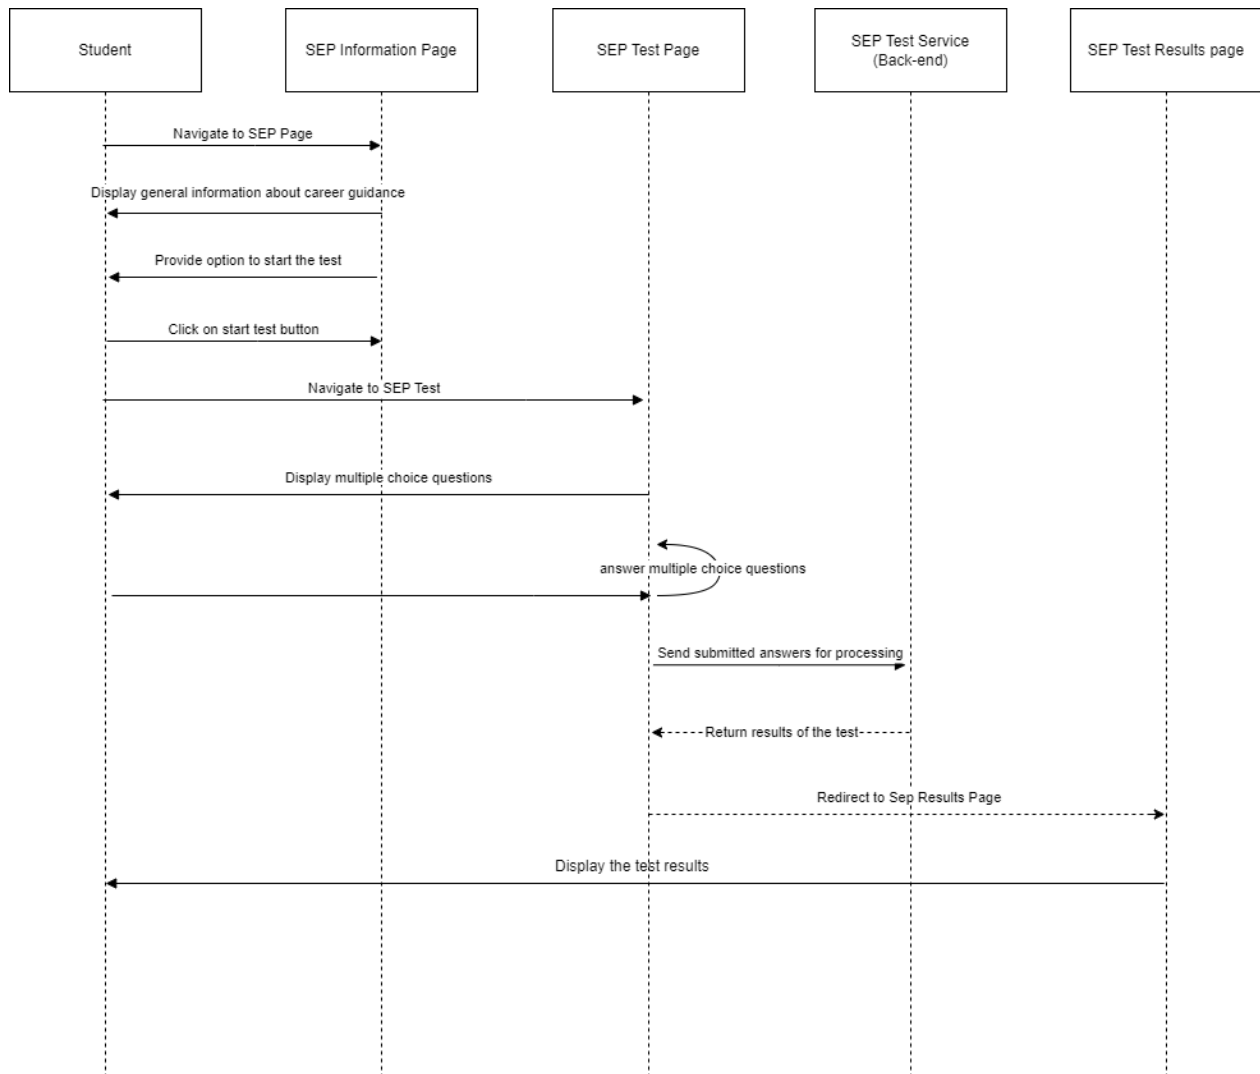 Student
SEP Information Page
SEP Test Page
SEP Test Service
(Back-end)
SEP Test Results page
Navigate to SEP Page
Display general information about career guidance
Provide option to start the test
Click on start test button
Navigate to SEP Test
Display multiple choice questions
answer multiple choice questions
Send submitted answers for processing
Return results of the test
Redirect to Sep Results Page
Display the test results